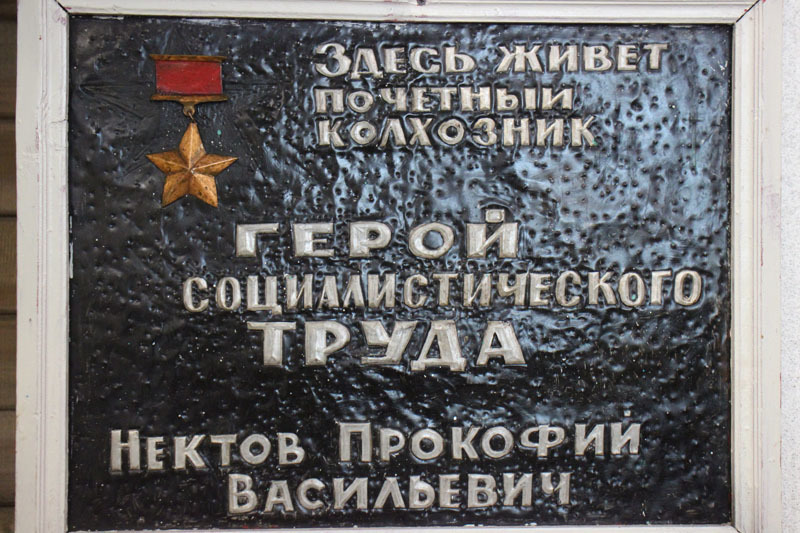 Здесь живет
почетный
колхозник
Герой
Социалистического
Труда
Нектов Прокофий
Васильевич